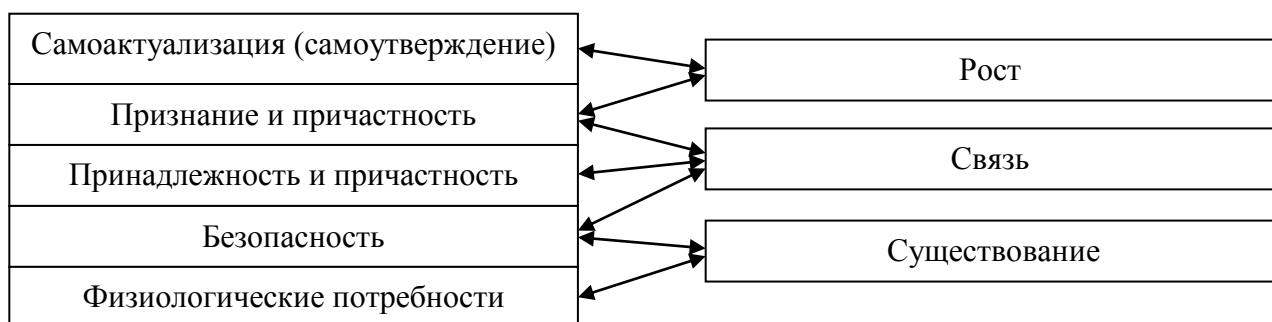 Самоактуализация (самоутверждение)
Признание и причастность
Принадлежность и причастность
Безопасность
Физиологические потребности
Рост
Связь
Существование